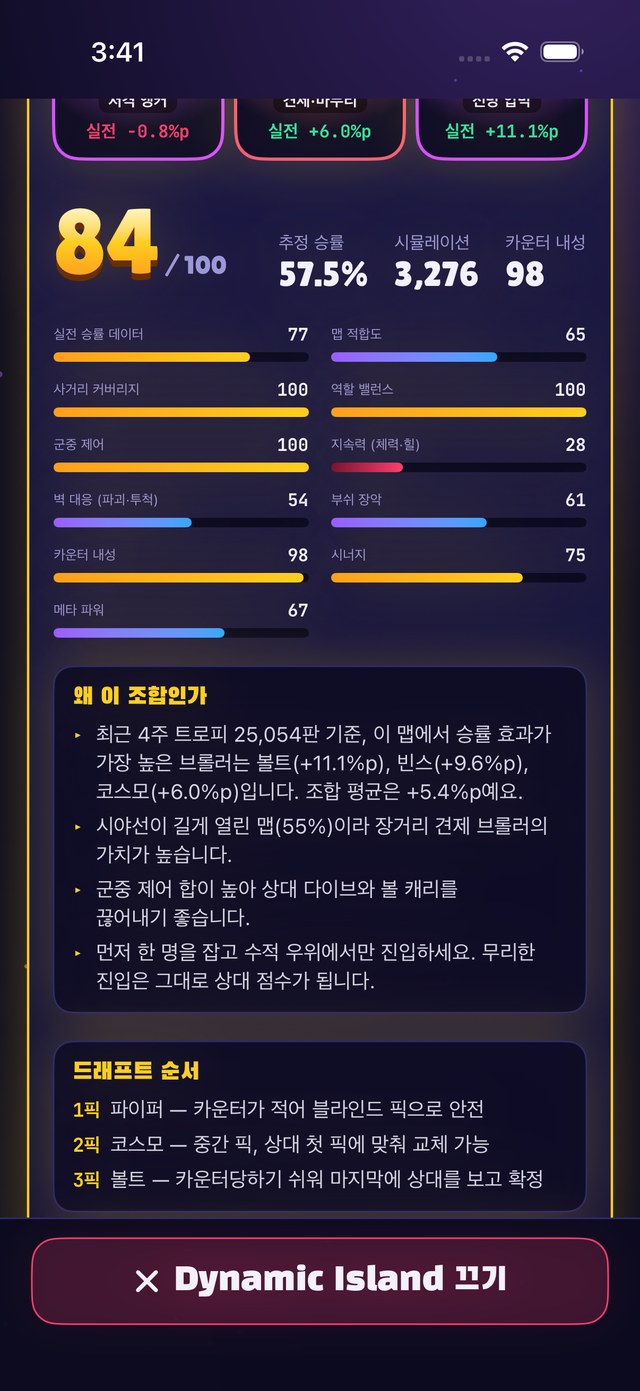 3:41
저격 앵커
견제·마무리
전방 압박
실전 -0.8%p
실전 +6.0%p
실전 +11.1%p
84 / 100
추정 승률
57.5%
시뮬레이션
3,276
카운터 내성
98
실전 승률 데이터 77
맵 적합도 65
사거리 커버리지 100
역할 밸런스 100
군중 제어 100
지속력 (체력·힐) 28
벽 대응 (파괴·투척) 54
부쉬 장악 61
카운터 내성 98
시너지 75
메타 파워 67
왜 이 조합인가
▸ 최근 4주 트로피 25,054판 기준, 이 맵에서 승률 효과가
가장 높은 브롤러는 볼트(+11.1%p), 빈스(+9.6%p),
코스모(+6.0%p)입니다. 조합 평균은 +5.4%p예요.
▸ 시야선이 길게 열린 맵(55%)이라 장거리 견제 브롤러의
가치가 높습니다.
▸ 군중 제어 합이 높아 상대 다이브와 볼 캐리를
끊어내기 좋습니다.
▸ 먼저 한 명을 잡고 수적 우위에서만 진입하세요. 무리한
진입은 그대로 상대 점수가 됩니다.
드래프트 순서
1픽 파이퍼 — 카운터가 적어 블라인드 픽으로 안전
2픽 코스모 — 중간 픽, 상대 첫 픽에 맞춰 교체 가능
3픽 볼트 — 카운터당하기 쉬워 마지막에 상대를 보고 확정
✕ Dynamic Island 끄기